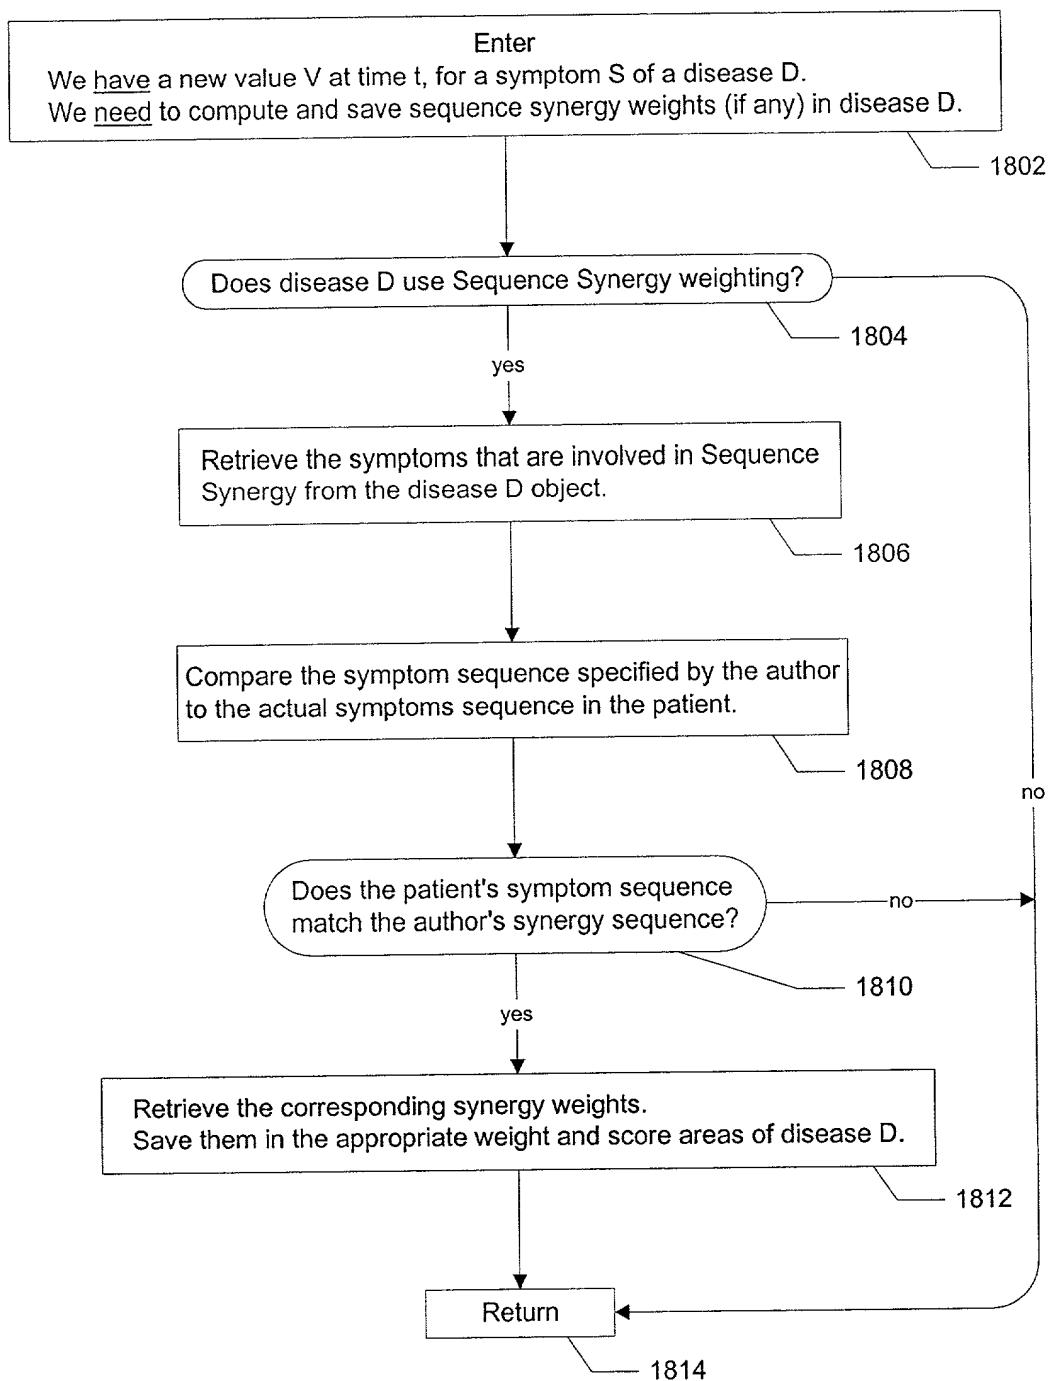 Enter
We have a new value V at time t, for a symptom S of a disease D.
We need to compute and save sequence synergy weights (if any) in disease D.
1802
Does disease D use Sequence Synergy weighting?
1804
yes
Retrieve the symptoms that are involved in Sequence
Synergy from the disease D object.
1806
Compare the symptom sequence specified by the author
to the actual symptoms sequence in the patient.
1808
no
Does the patient's symptom sequence
match the author's synergy sequence?
no
1810
yes
Retrieve the corresponding synergy weights.
Save them in the appropriate weight and score areas of disease D.
1812
Return
1814